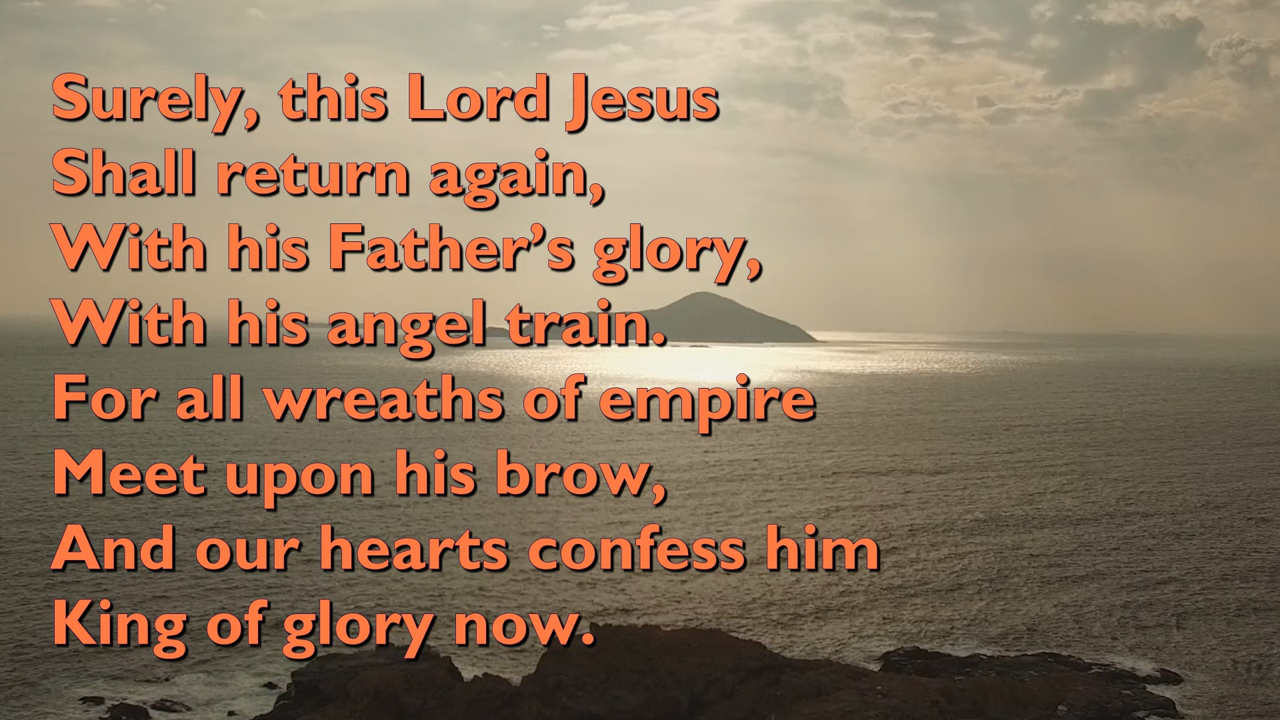 Surely, this Lord Jesus
Shall return again,
With his Father’s glory,
With his angel train.
For all wreaths of empire
Meet upon his brow,
And our hearts confess him
King of glory now.